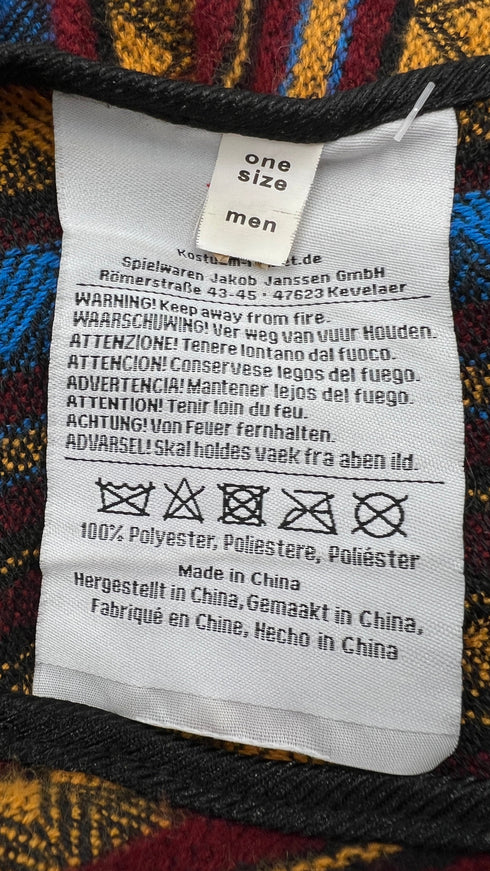 one
size
men
Spielwaren Jakob Janssen GmbH
Römerstraße 43-45 · 47623 Kevelaer
WARNING! Keep away from fire.
WAARSCHUWING! Ver weg van vuur Houden.
ATTENZIONE! Tenere lontano dal fuoco.
ATTENCION! Conservese legos del fuego.
ADVERTENCIA! Mantener lejos del fuego.
ATTENTION! Tenir loin du feu.
ACHTUNG! Von Feuer fernhalten.
ADVARSEL! Skal holdes vaek fra aben ild.
100% Polyester, Poliestere, Poliéster
Made in China
Hergestellt in China, Gemaakt in China,
Fabriqué en Chine, Hecho in China